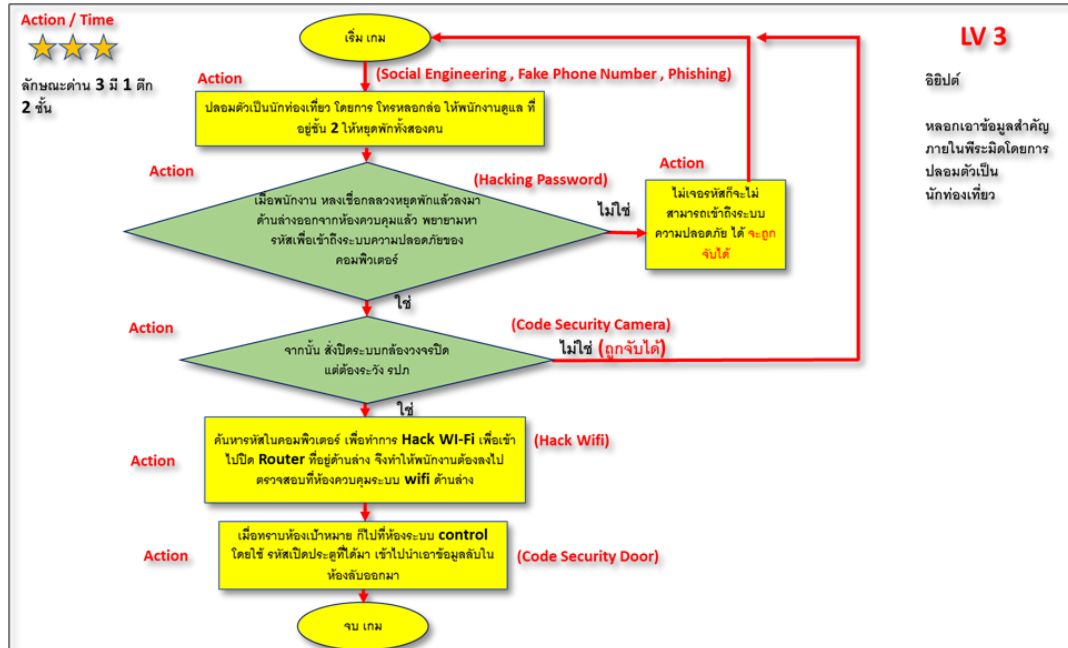 Action / Time
ลักษณะด่าน 3 มี 1 ตึก
2 ชั้น
เริ่ม เกม
LV 3
อียิปต์
หลอกเอาข้อมูลสำคัญ
ภายในพีระมิดโดยการ
ปลอมตัวเป็น
นักท่องเที่ยว
Action
(Social Engineering , Fake Phone Number , Phishing)
ปลอมตัวเป็นนักท่องเที่ยว โดยการ โทรหลอกล่อ ให้พนักงานดูแล ที่
อยู่ชั้น 2 ให้หยุดพักทั้งสองคน
Action
(Hacking Password)
เมื่อพนักงาน หลงเชื่อกลลวงหยุดพักแล้วลงมา
ด้านล่างออกจากห้องควบคุมแล้ว พยายามหา
รหัสเพื่อเข้าถึงระบบความปลอดภัยของ
คอมพิวเตอร์
ไม่ใช่
Action
ไม่เจอรหัสก็จะไม่
สามารถเข้าถึงระบบ
ความปลอดภัย ได้ จะถูก
จับได้
ใช่
Action
(Code Security Camera)
ไม่ใช่ (ถูกจับได้)
จากนั้น สั่งปิดระบบกล้องวงจรปิด
แต่ต้องระวัง รปภ
ใช่
Action
(Hack Wifi)
ค้นหารหัสในคอมพิวเตอร์ เพื่อทำการ Hack WI-Fi เพื่อเข้า
ไปปิด Router ที่อยู่ด้านล่าง จึงทำให้พนักงานต้องลงไป
ตรวจสอบที่ห้องควบคุมระบบ wifi ด้านล่าง
Action
(Code Security Door)
เมื่อทราบห้องเป้าหมาย ก็ไปที่ห้องระบบ control
โดยใช้ รหัสเปิดประตูที่ได้มา เข้าไปนำเอาข้อมูลลับใน
ห้องลับออกมา
จบ เกม